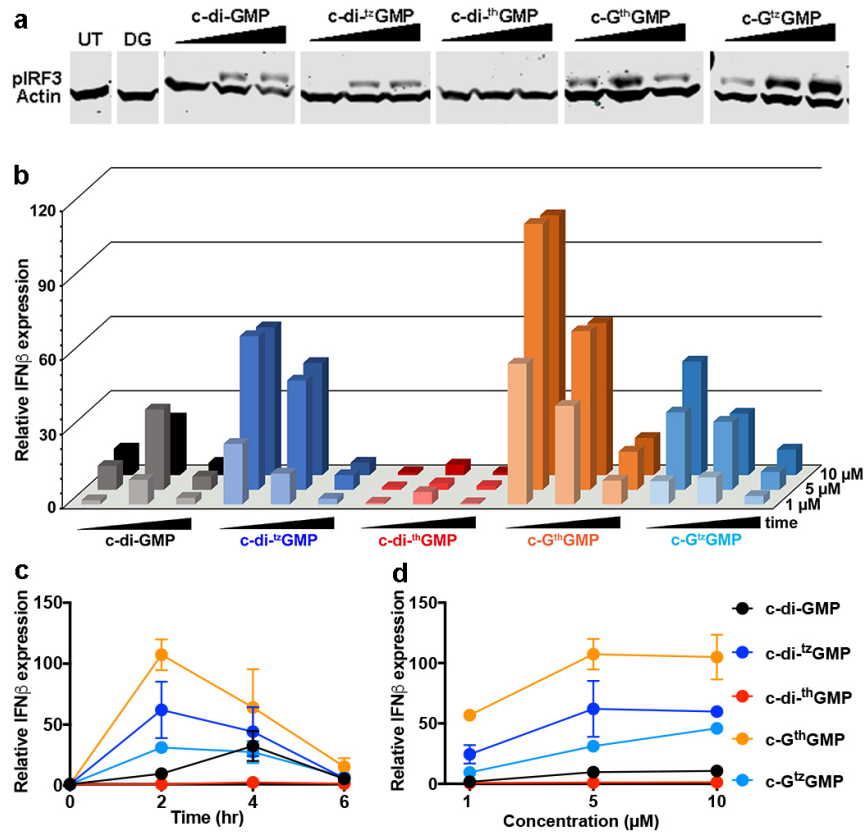 a
UT DG c-di-GMP c-di-ᵗᶻGMP c-di-ᵗʰGMP c-GᵗʰGMP c-GᵗᶻGMP
pIRF3
Actin
b
Relative IFNβ expression
120
90
60
30
0
10 µM
5 µM
1 µM
time
c-di-GMP c-di-ᵗᶻGMP c-di-ᵗʰGMP c-GᵗʰGMP c-GᵗᶻGMP
c
Relative IFNβ expression
150
100
50
0
0 2 4 6
Time (hr)
d
Relative IFNβ expression
150
100
50
0
1 5 10
Concentration (µM)
c-di-GMP
c-di-ᵗᶻGMP
c-di-ᵗʰGMP
c-GᵗʰGMP
c-GᵗᶻGMP